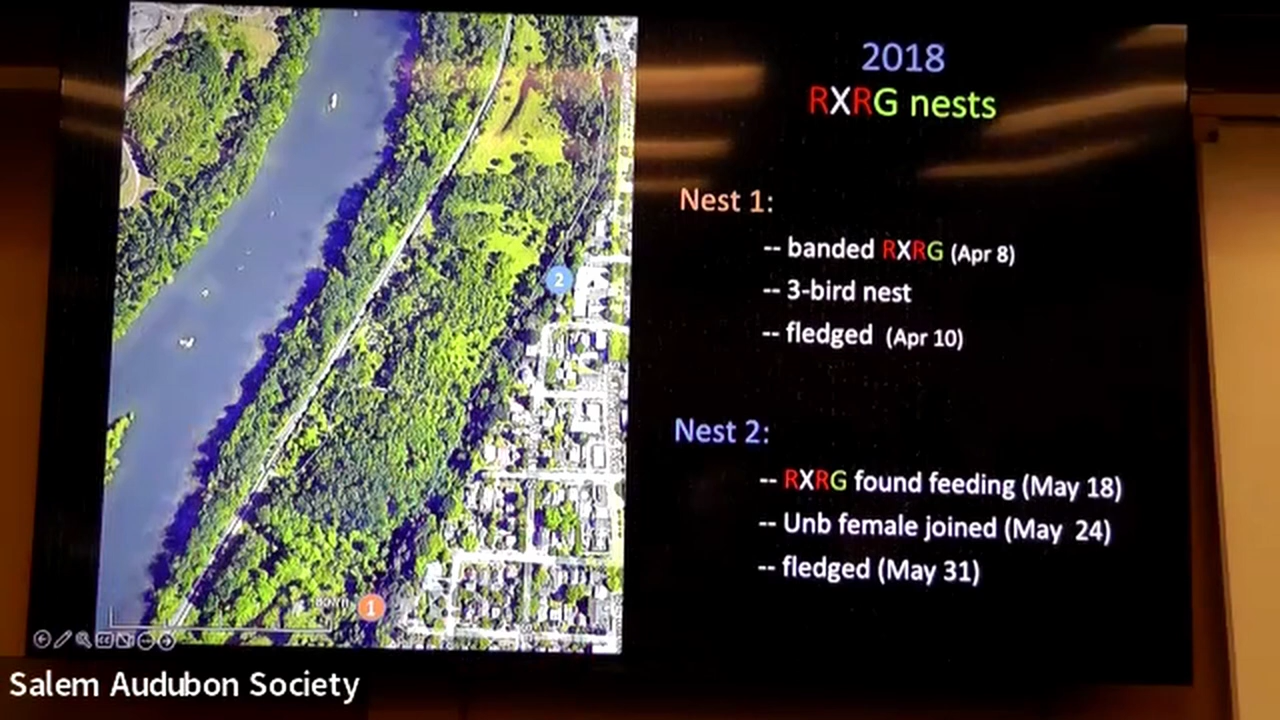 2018
RXRG nests
Nest 1:
-- banded RXRG (Apr 8)
-- 3-bird nest
-- fledged (Apr 10)
2
Nest 2:
-- RXRG found feeding (May 18)
-- Unb female joined (May 24)
-- fledged (May 31)
1
Salem Audubon Society